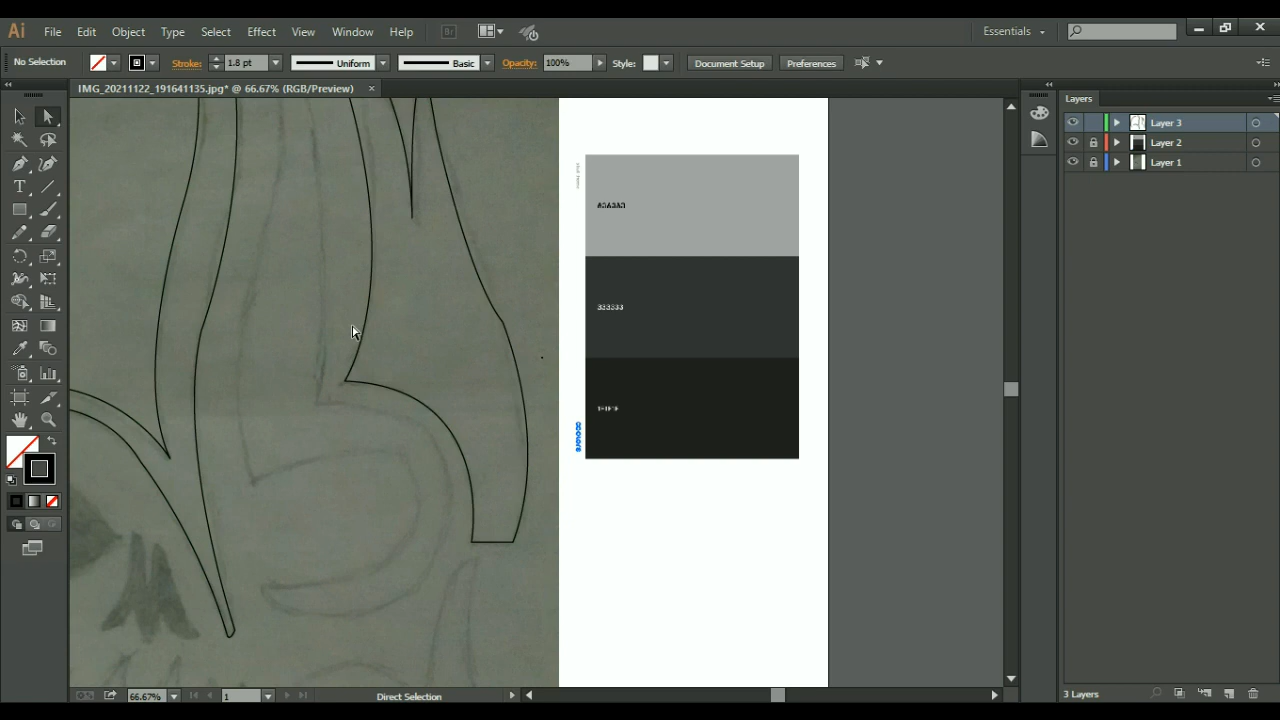 Ai File Edit Object Type Select Effect View Window Help Br Essentials
No Selection Stroke: 1.8 pt Uniform Basic Opacity: 100% Style: Document Setup Preferences
IMG_20211122_191641135.jpg* @ 66.67% (RGB/Preview) ×
Layers
Layer 3
Layer 2
Layer 1
333333
66.67% 1 Direct Selection
3 Layers